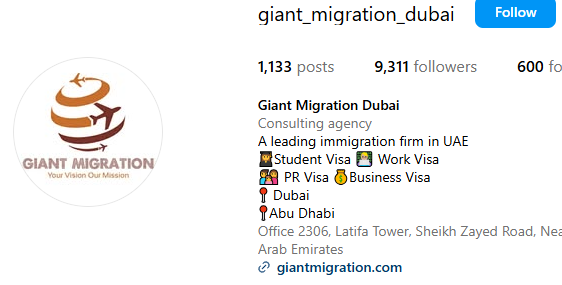 giant_migration_dubai Follow
1,133 posts 9,311 followers 600 fo
Giant Migration Dubai
Consulting agency
A leading immigration firm in UAE
👩‍🎓Student Visa 👨‍💻 Work Visa
👨‍👩‍👧 PR Visa 💰Business Visa
📍 Dubai
📍Abu Dhabi
Office 2306, Latifa Tower, Sheikh Zayed Road, Nea
Arab Emirates
giantmigration.com
GIANT MIGRATION
Your Vision Our Mission